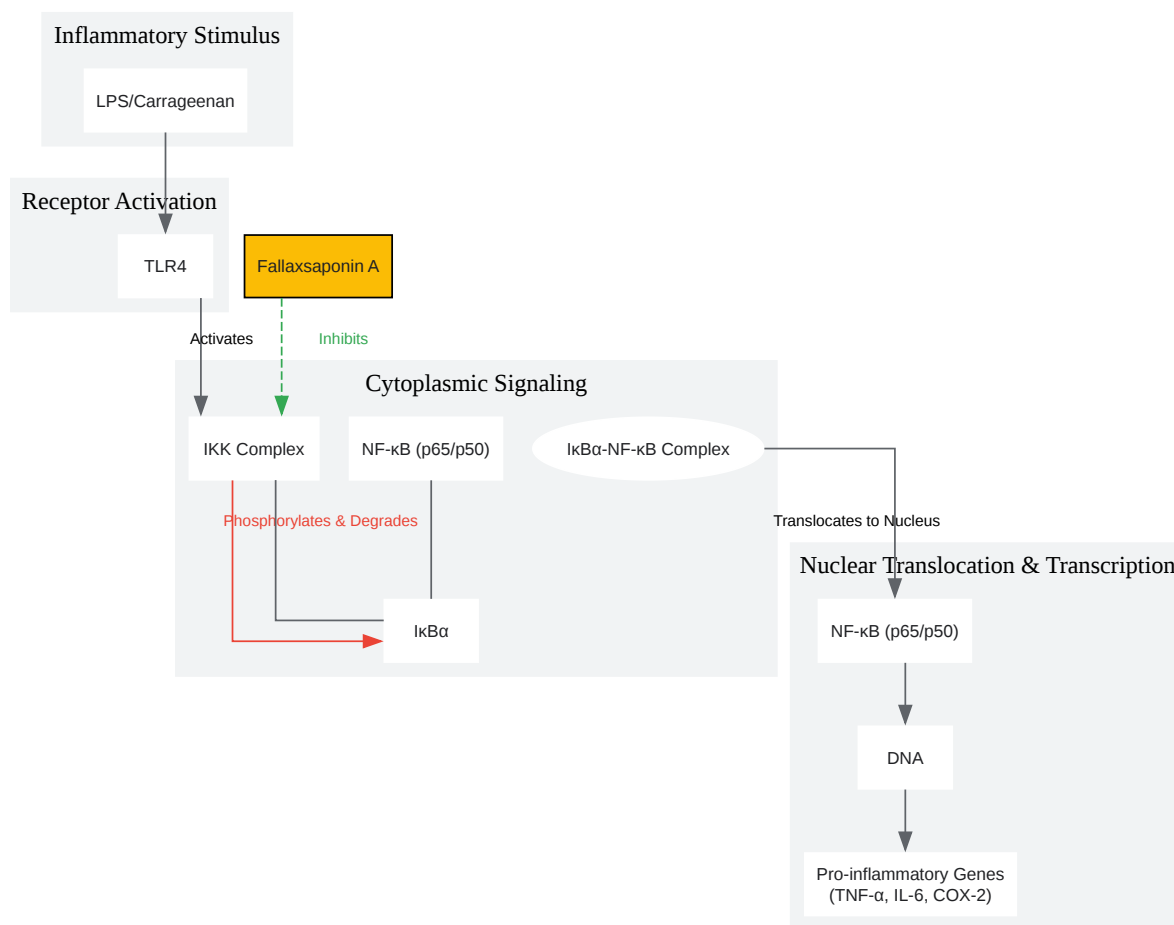 Inflammatory Stimulus
LPS/Carrageenan
Receptor Activation
TLR4
Fallaxsaponin A
Activates
Inhibits
Cytoplasmic Signaling
IKK Complex
NF-κB (p65/p50)
IκBα-NF-κB Complex
Phosphorylates & Degrades
Translocates to Nucleus
IκBα
Nuclear Translocation & Transcription
NF-κB (p65/p50)
DNA
Pro-inflammatory Genes
(TNF-α, IL-6, COX-2)